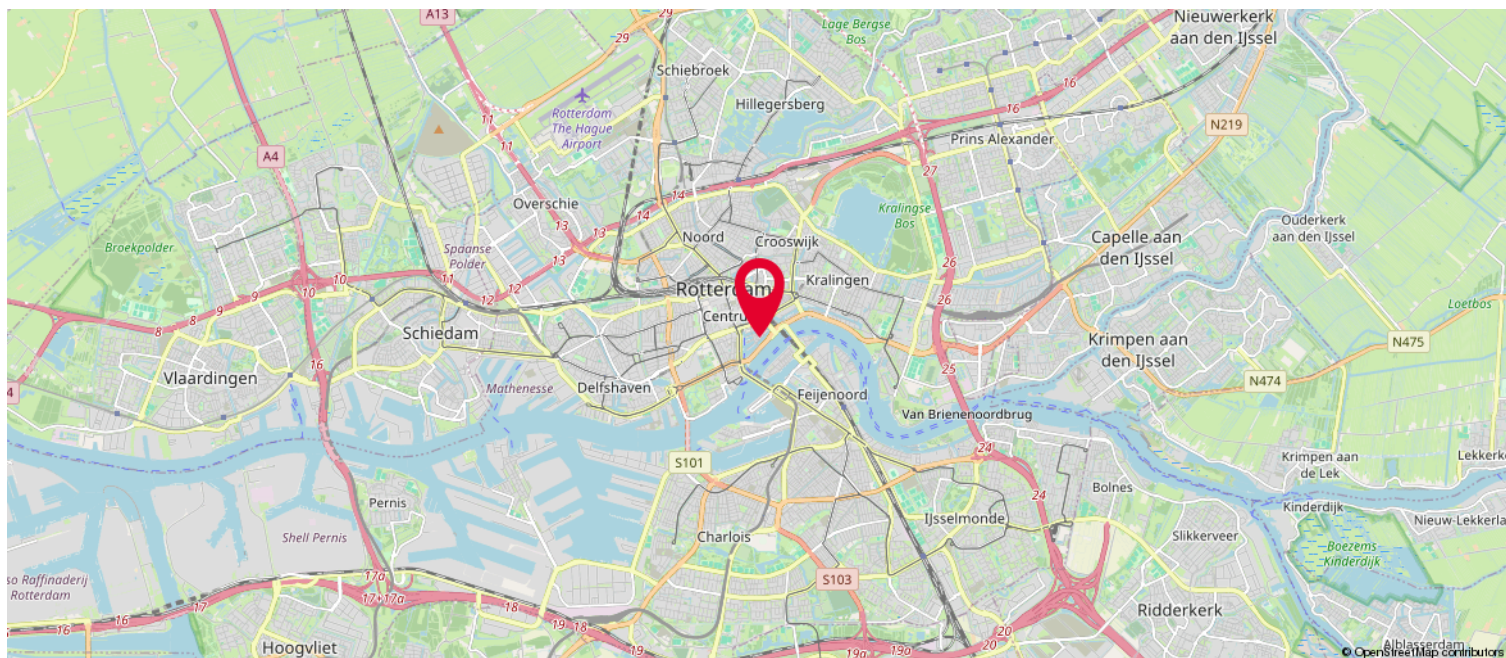 A13
29
Lage Bergse
Bos
Nieuwerkerk
aan den IJssel
29
Schiebroek
16
Rotterdam
The Hague
Airport
Hillegersberg
16
11
11
N219
Prins Alexander
A4
27
14
13
Overschie
13
14
Kralingse
Bos
Ouderkerk
aan den IJssel
Broekpolder
Spaanse
Polder
Noord
Crooswijk
Capelle aan
den IJssel
26
10
10
11
12
12
Rotterdam
Kralingen
9
9
8
8
26
Loetbos
Centru
Schiedam
Krimpen aan
den IJssel
N475
16
25
Vlaardingen
Mathenesse
Delfshaven
Feijenoord
N474
4
Van Brienenoordbrug
24
S101
Krimpen aan
de Lek
Lekkerke
Pernis
24
Bolnes
Kinderdijk
IJsselmonde
Nieuw-Lekkerla
Shell Pernis
Charlois
Slikkerveer
Boezems
Kinderdijk
so Raffinaderij
Rotterdam
17a
S103
17
17+17a
18
Ridderkerk
16
16
19
18
20
Hoogvliet
19a
19a
Alblasserdam
© OpenStreetMap contributors